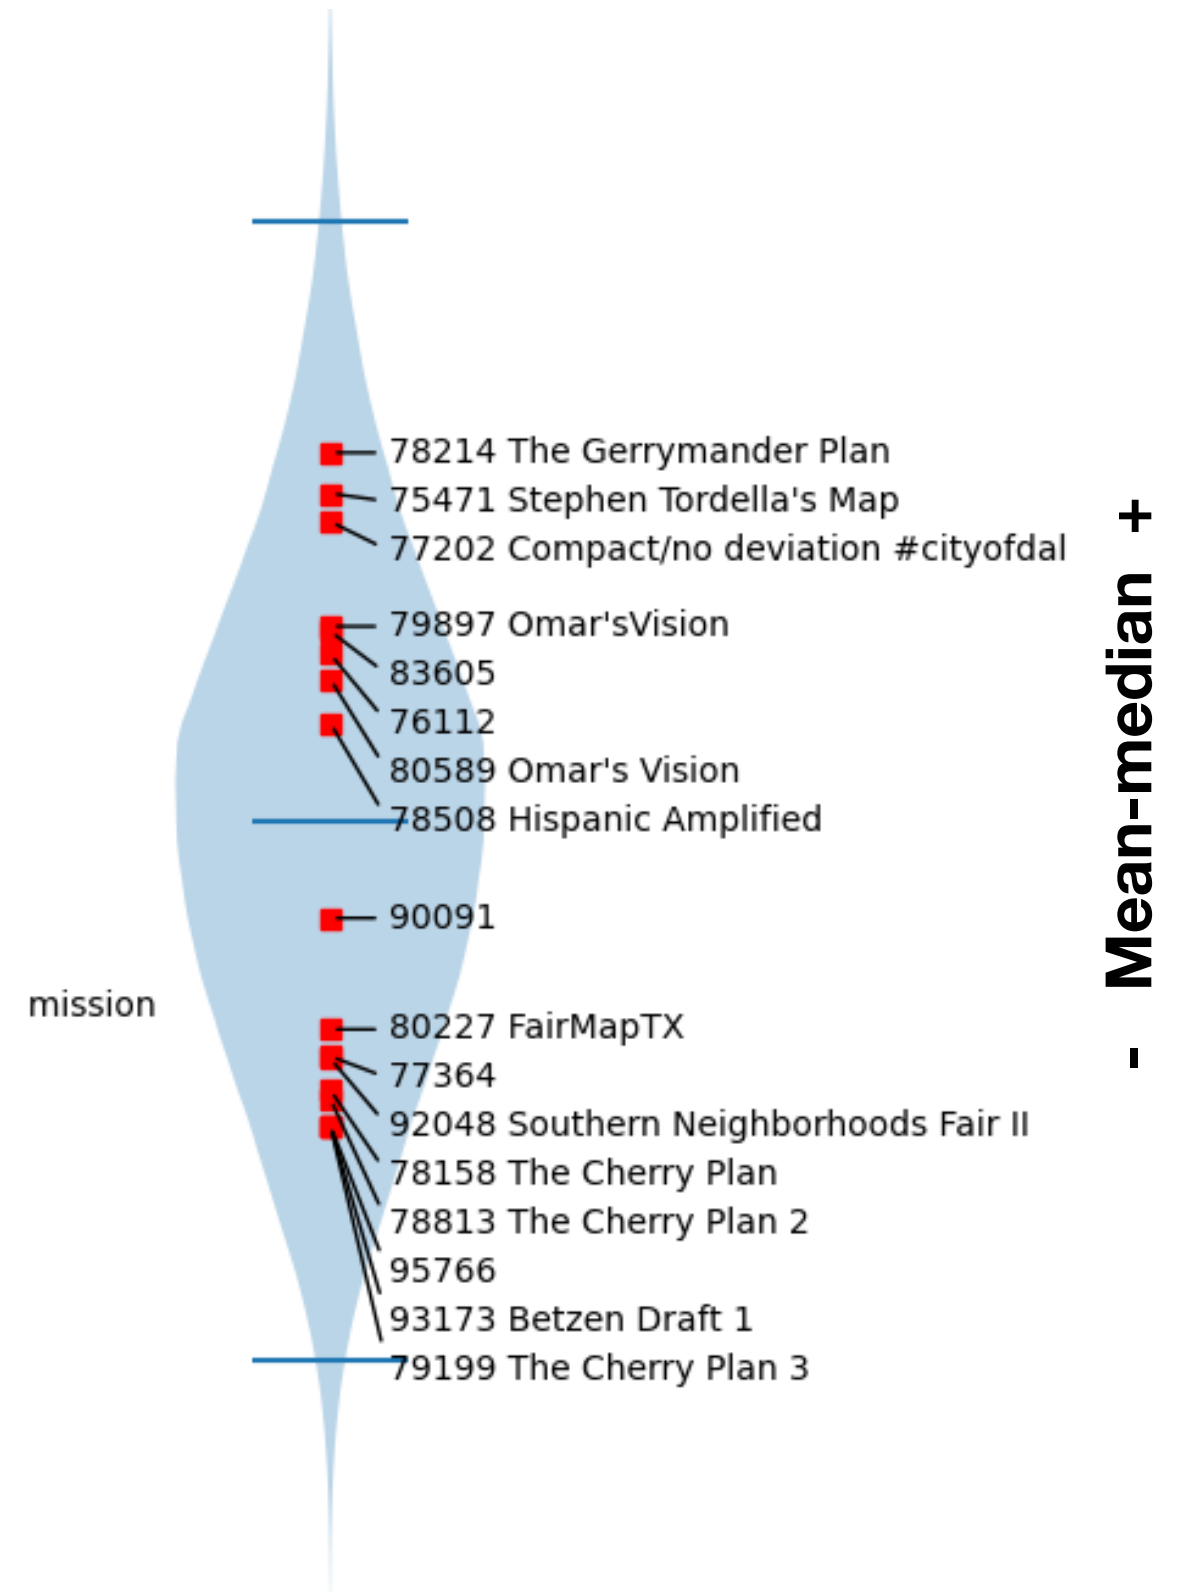 78214 The Gerrymander Plan
75471 Stephen Tordella's Map
77202 Compact/no deviation #cityofdal
79897 Omar'sVision
83605
76112
80589 Omar's Vision
78508 Hispanic Amplified
90091
mission
80227 FairMapTX
77364
92048 Southern Neighborhoods Fair II
78158 The Cherry Plan
78813 The Cherry Plan 2
95766
93173 Betzen Draft 1
79199 The Cherry Plan 3
- Mean-median +